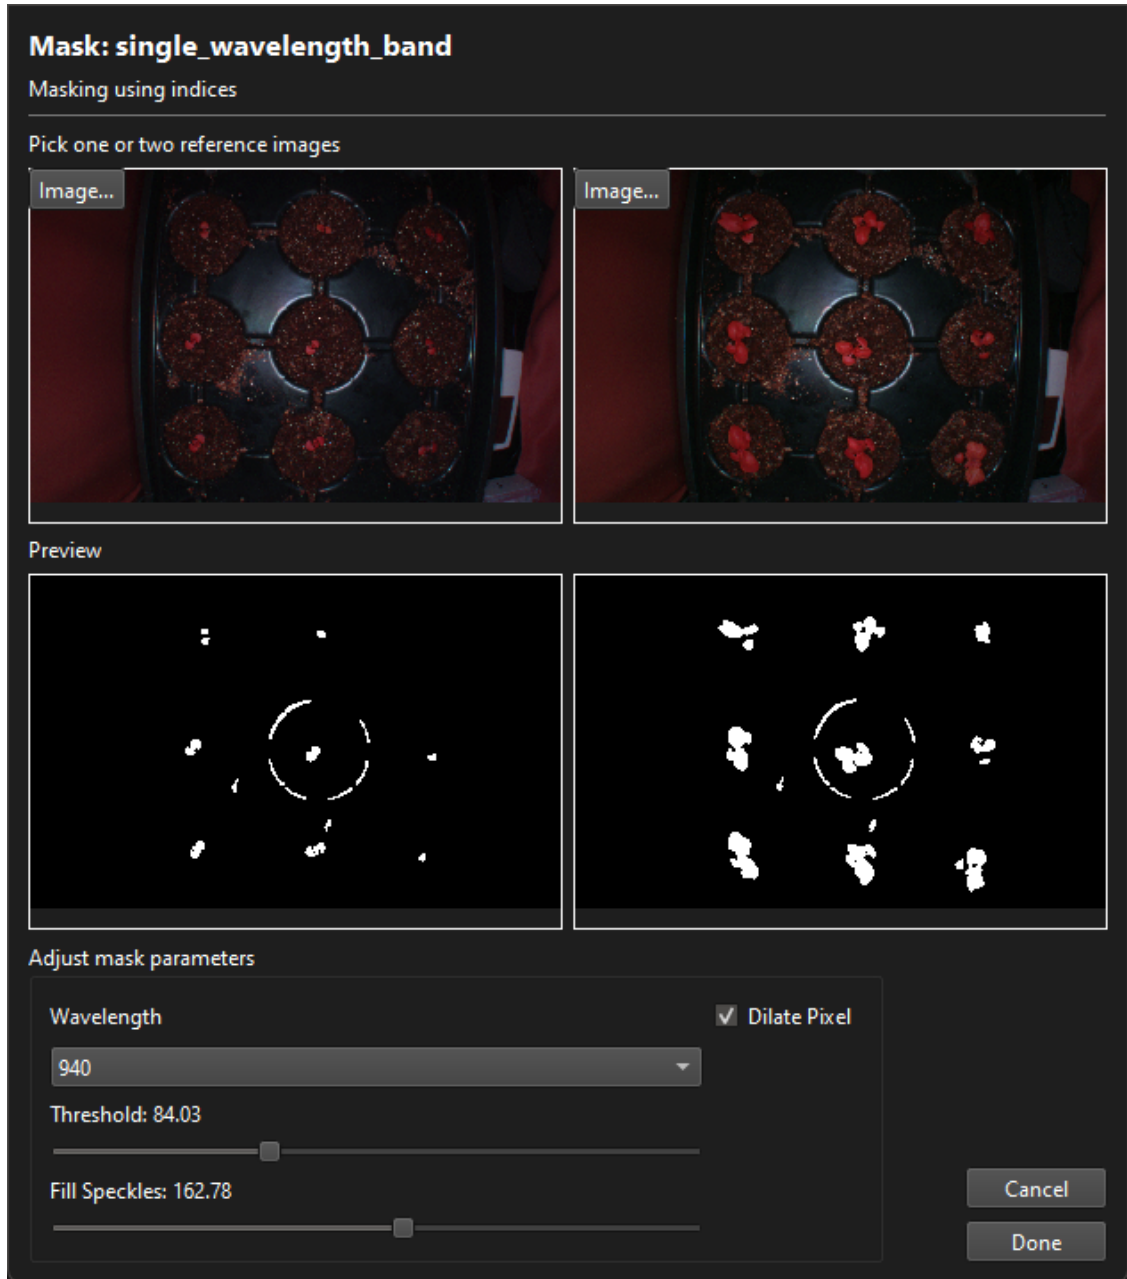 Mask: single_wavelength_band
Masking using indices
Pick one or two reference images
Image...
Image...
Preview
Adjust mask parameters
Wavelength
Dilate Pixel
940
Threshold: 84.03
Fill Speckles: 162.78
Cancel
Done